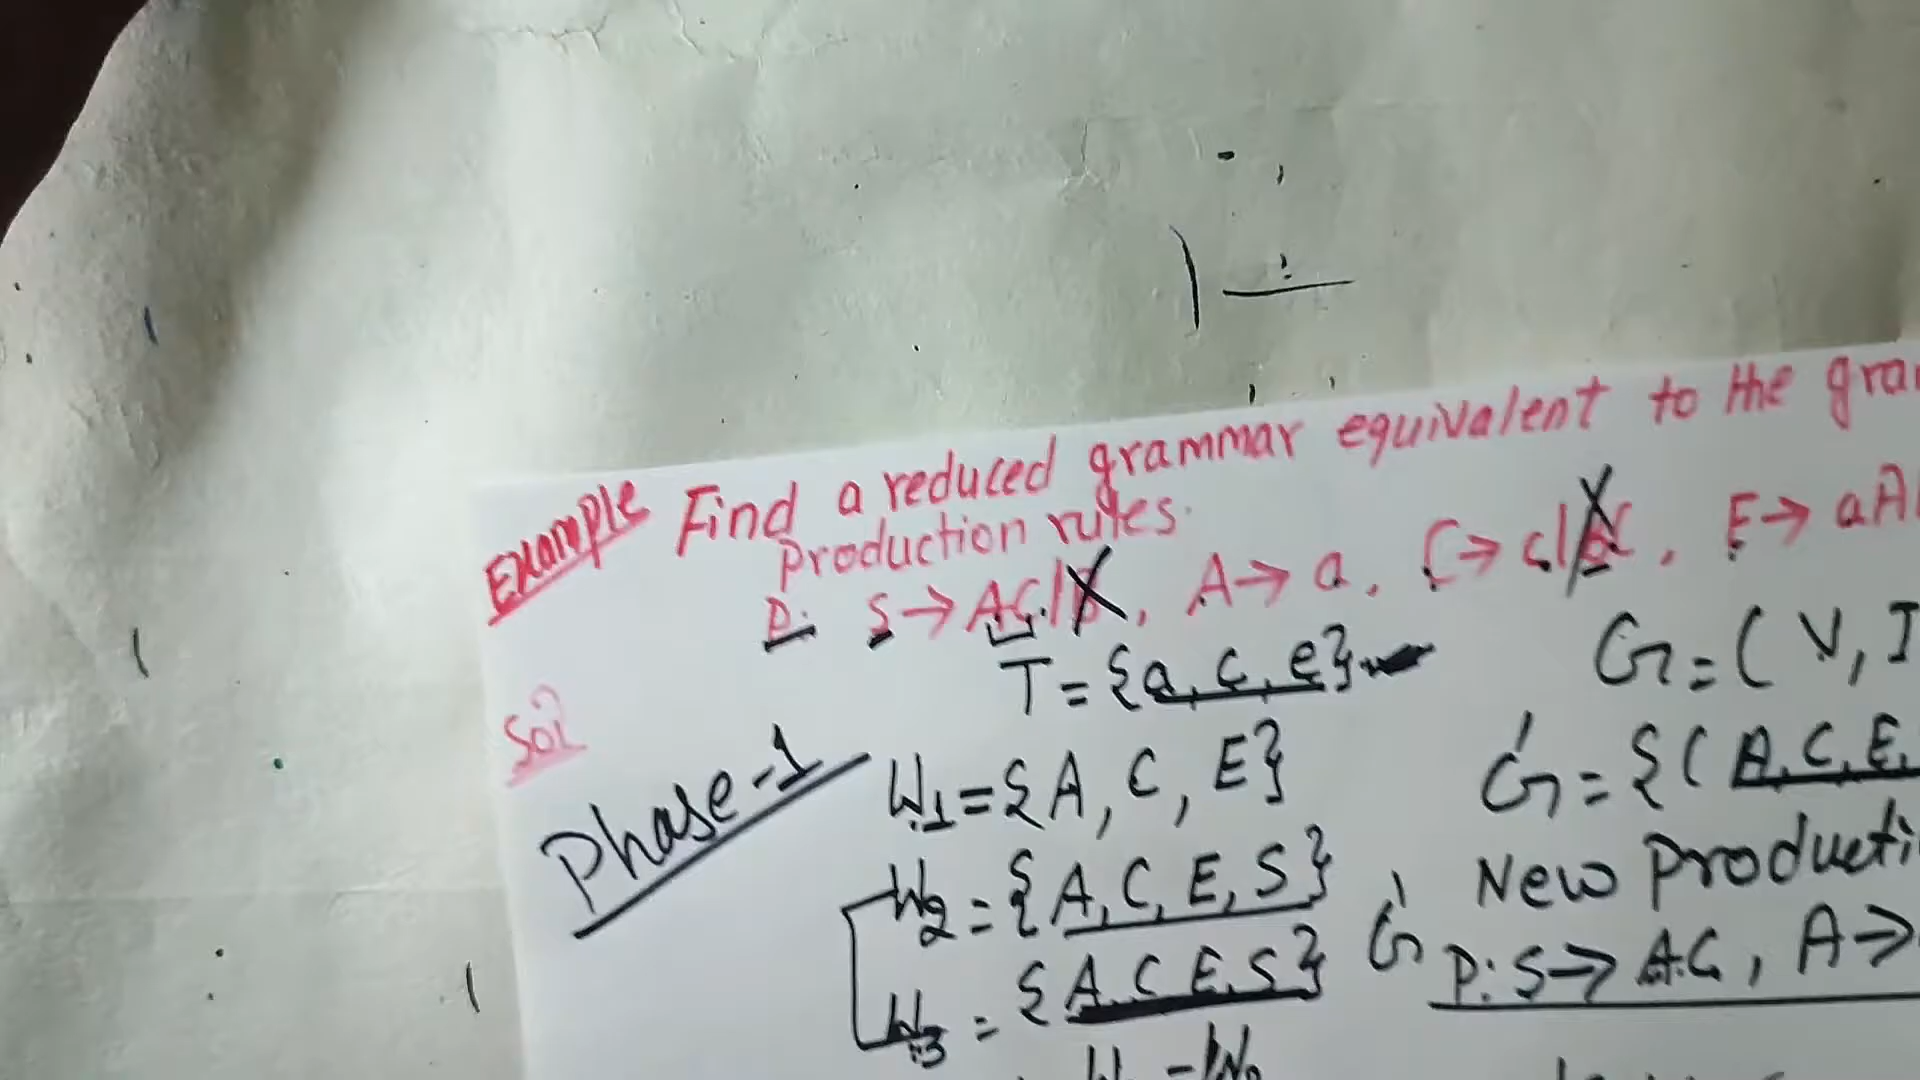 Example Find a reduced grammar equivalent to the gra
Production rules.
P: S → AC|B, A → a, C → c|BC, E → aA|
T = {a, c, e}
G = ( V,
Sol
Phase-1
W1 = {A, C, E}
G' = {( A, C, E,
W2 = {A, C, E, S}
New Producti
W3 = {A, C, E, S}
G' P: S → AC, A →